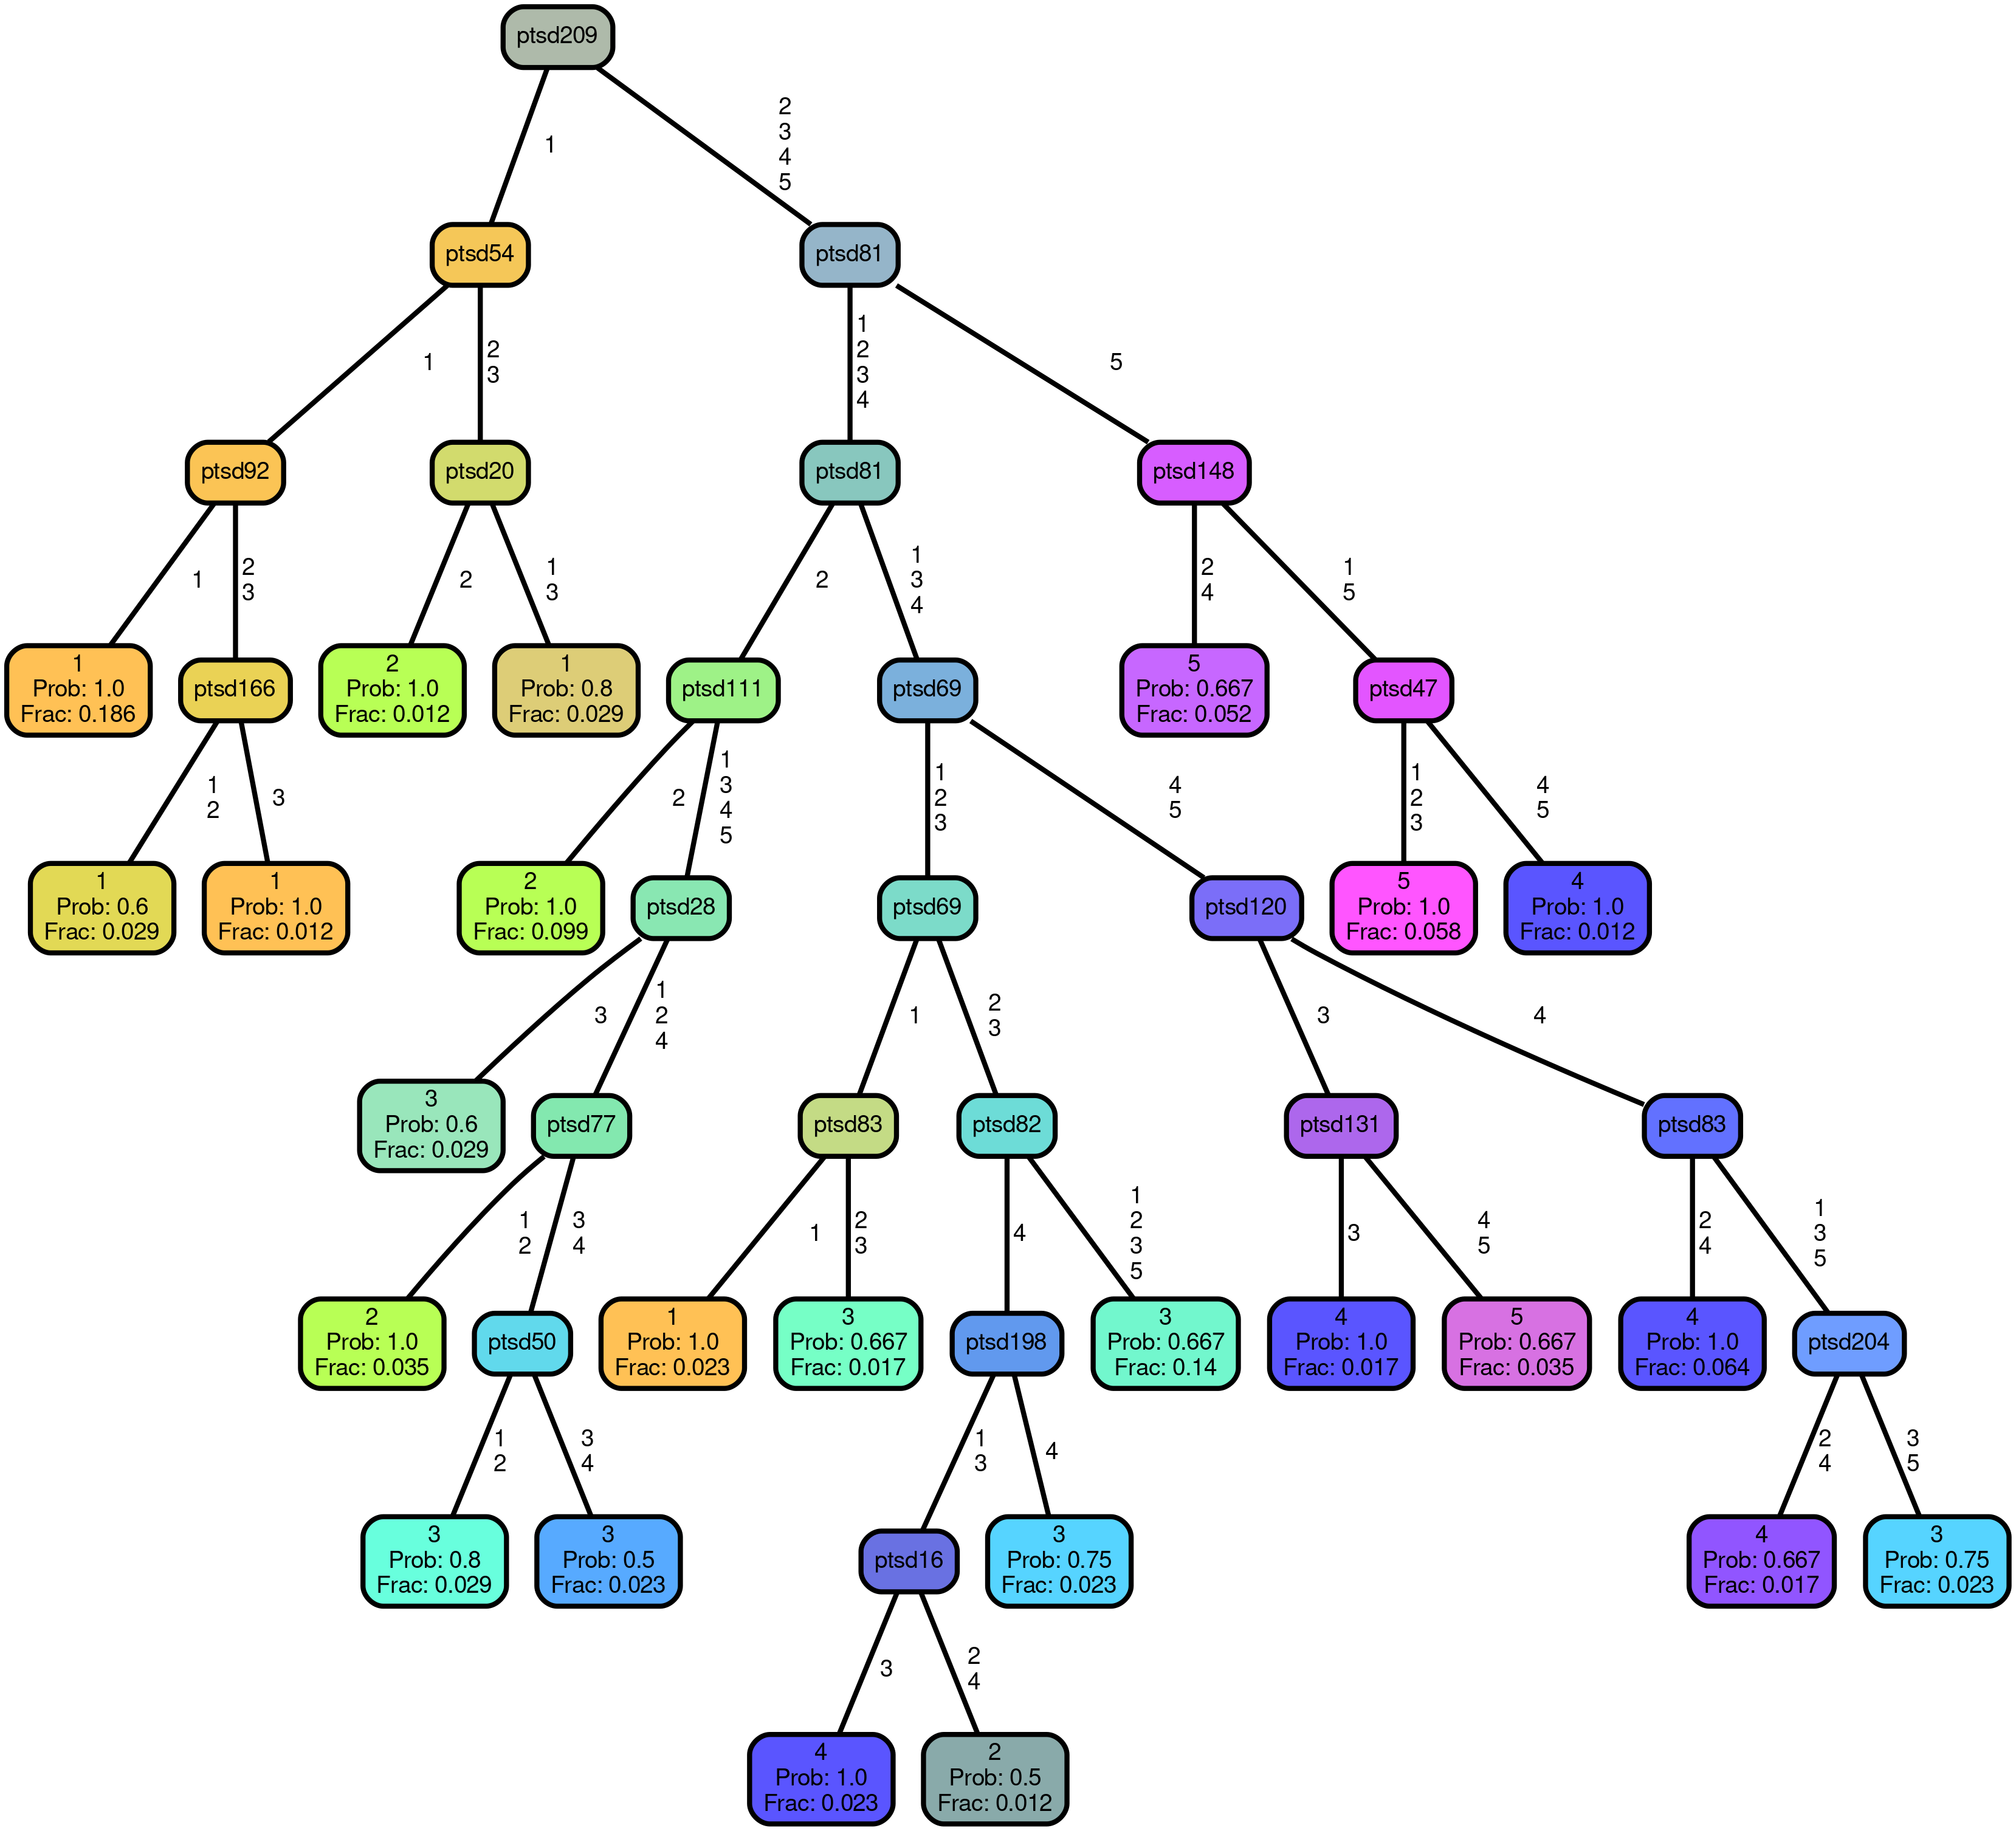 ptsd209
1
2
3
4
5
ptsd54
ptsd81
1
2
3
1
2
3
4
5
ptsd92
ptsd20
ptsd81
ptsd148
1
2
3
2
1
3
2
1
3
4
2
4
1
5
1
Prob: 1.0
Frac: 0.186
ptsd166
2
Prob: 1.0
Frac: 0.012
1
Prob: 0.8
Frac: 0.029
ptsd111
ptsd69
5
Prob: 0.667
Frac: 0.052
ptsd47
1
2
3
2
1
3
4
5
1
2
3
4
5
1
2
3
4
5
1
Prob: 0.6
Frac: 0.029
1
Prob: 1.0
Frac: 0.012
2
Prob: 1.0
Frac: 0.099
ptsd28
ptsd69
ptsd120
5
Prob: 1.0
Frac: 0.058
4
Prob: 1.0
Frac: 0.012
3
1
2
4
1
2
3
3
4
3
Prob: 0.6
Frac: 0.029
ptsd77
ptsd83
ptsd82
ptsd131
ptsd83
1
2
3
4
1
2
3
4
1
2
3
5
3
4
5
2
4
1
3
5
2
Prob: 1.0
Frac: 0.035
ptsd50
1
Prob: 1.0
Frac: 0.023
3
Prob: 0.667
Frac: 0.017
ptsd198
3
Prob: 0.667
Frac: 0.14
4
Prob: 1.0
Frac: 0.017
5
Prob: 0.667
Frac: 0.035
4
Prob: 1.0
Frac: 0.064
ptsd204
1
2
3
4
1
3
4
2
4
3
5
3
Prob: 0.8
Frac: 0.029
3
Prob: 0.5
Frac: 0.023
ptsd16
3
Prob: 0.75
Frac: 0.023
4
Prob: 0.667
Frac: 0.017
3
Prob: 0.75
Frac: 0.023
3
2
4
4
Prob: 1.0
Frac: 0.023
2
Prob: 0.5
Frac: 0.012